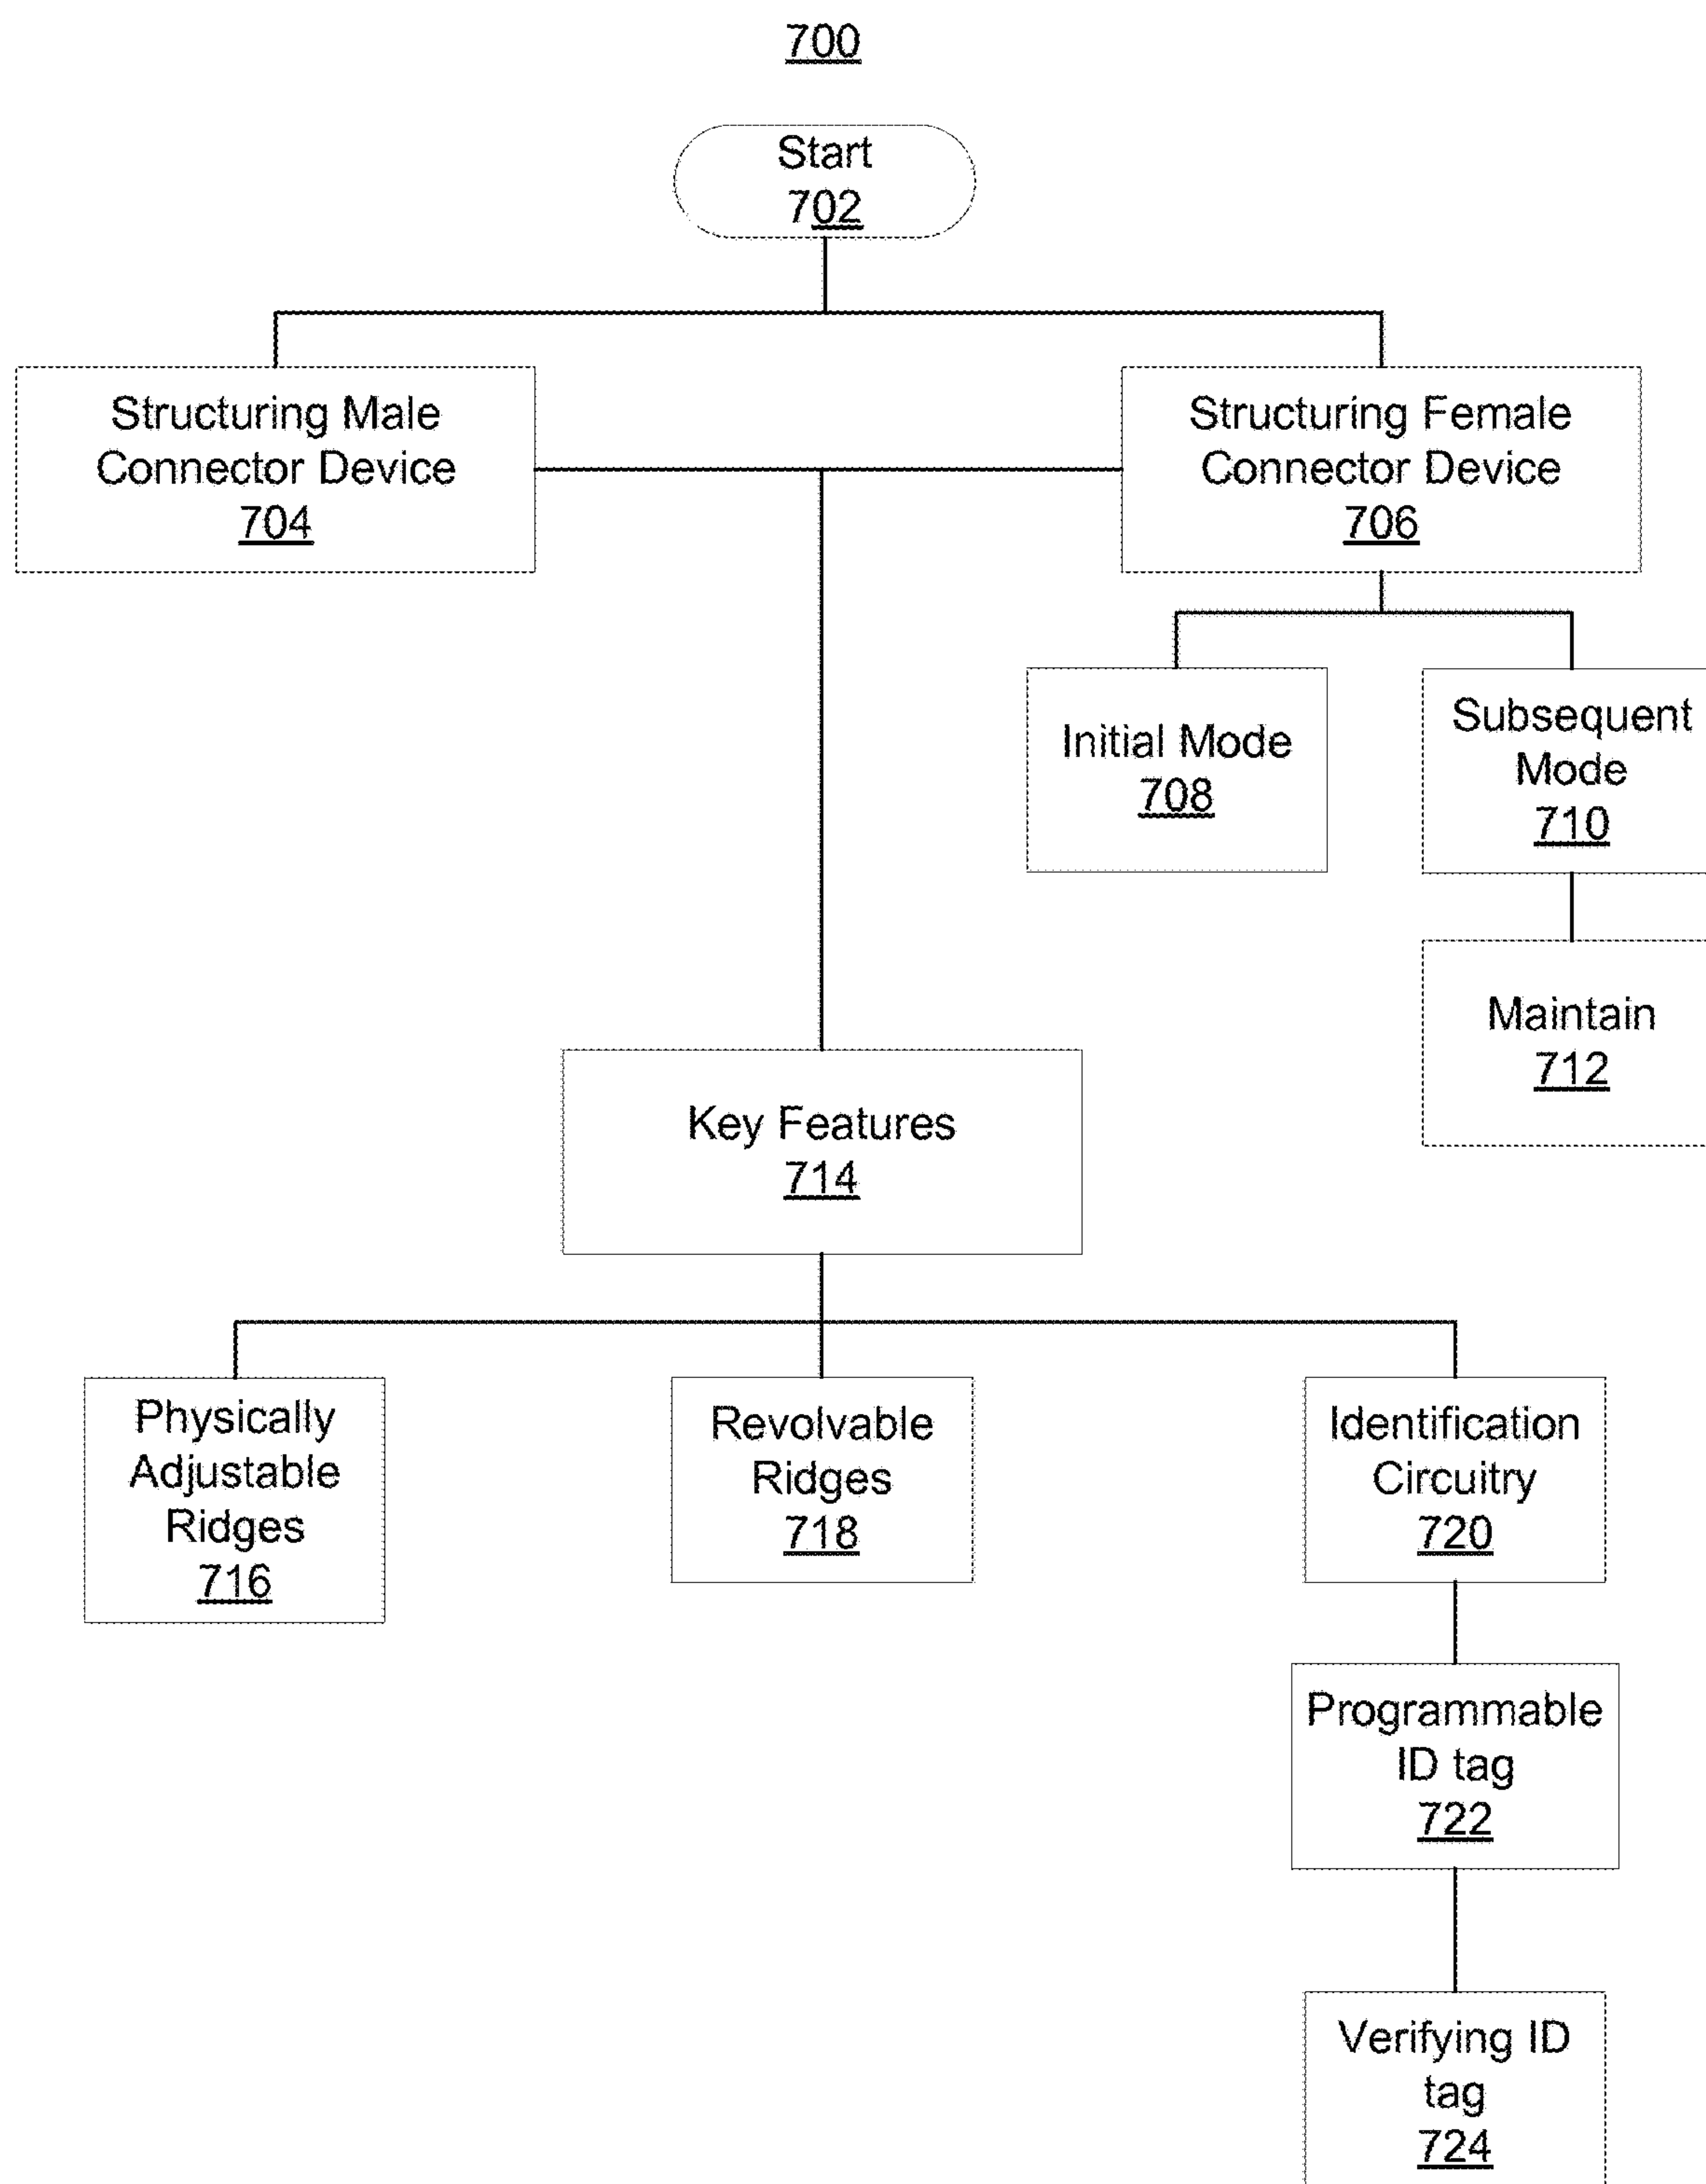 700
Start
702
Structuring Male
Connector Device
704
Structuring Female
Connector Device
706
Initial Mode
708
Subsequent
Mode
710
Maintain
712
Key Features
714
Physically
Adjustable
Ridges
716
Revolvable
Ridges
718
Identification
Circuitry
720
Programmable
ID tag
722
Verifying ID
tag
724